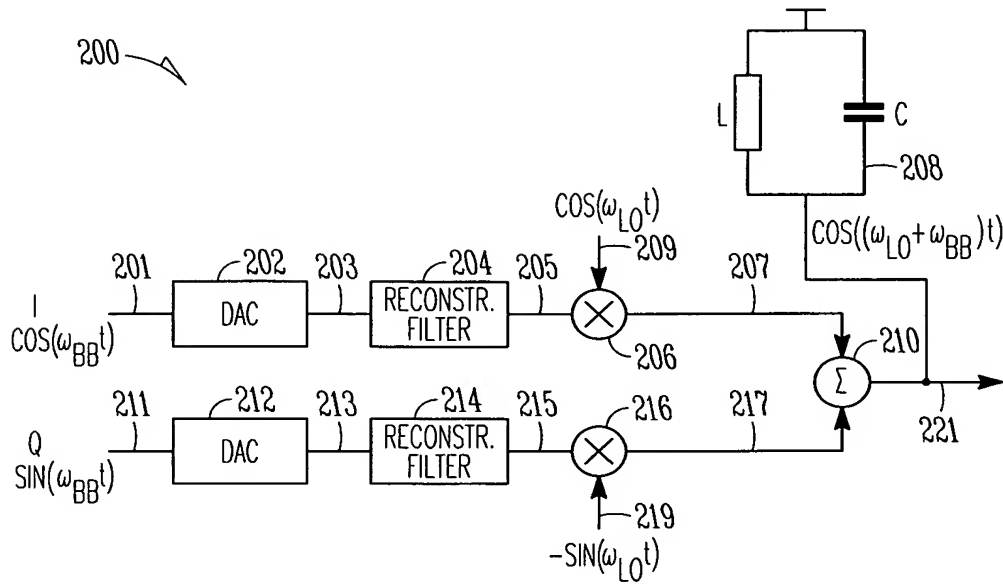 200
L
C
208
COS(ω_LO t)
COS((ω_LO + ω_BB)t)
209
201
202
203
204
205
207
I
COS(ω_BB t)
DAC
RECONSTR.
FILTER
206
210
Σ
211
212
213
214
215
216
217
221
Q
SIN(ω_BB t)
DAC
RECONSTR.
FILTER
219
-SIN(ω_LO t)